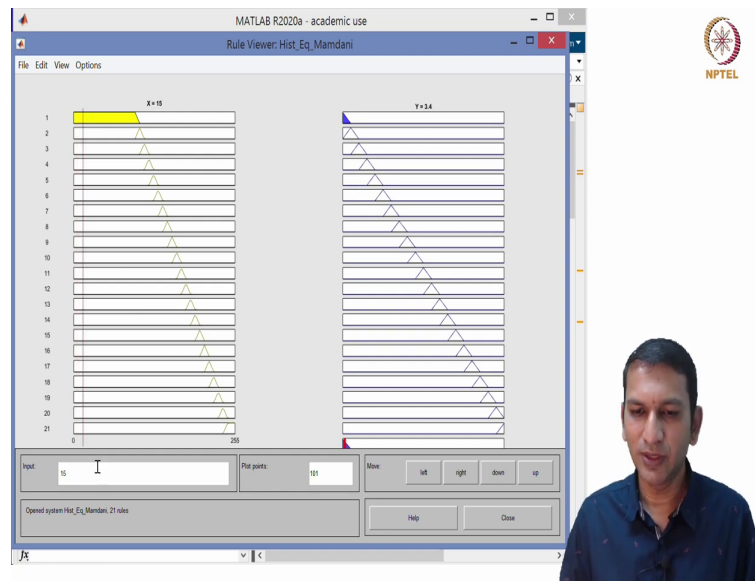 MATLAB R2020a - academic use
Rule Viewer: Hist_Eq_Mamdani
File Edit View Options
NPTEL
X = 15
Y = 3.4
1
2
3
4
5
6
7
8
9
10
11
12
13
14
15
16
17
18
19
20
21
0 255
Input: 15 Plot points: 101 Move: left right down up
Opened system Hist_Eq_Mamdani, 21 rules
Help Close
fx